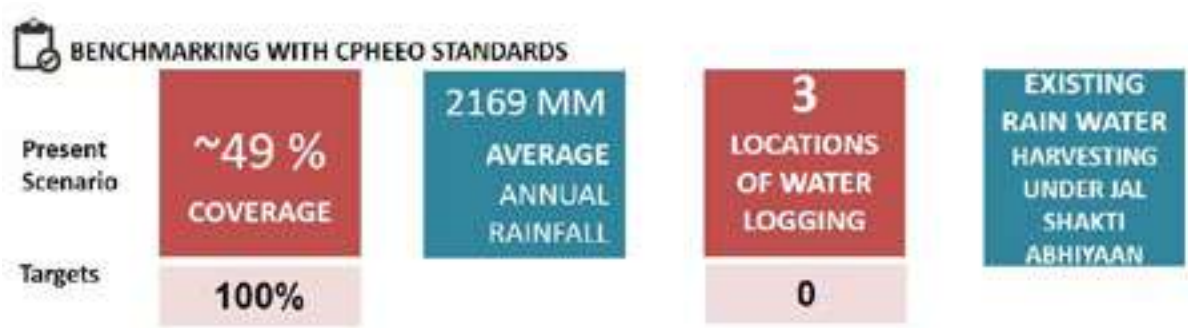 BENCHMARKING WITH CPHEEO STANDARDS
Present
Scenario
~49 %
COVERAGE
2169 MM
AVERAGE
ANNUAL
RAINFALL
3
LOCATIONS
OF WATER
LOGGING
EXISTING
RAIN WATER
HARVESTING
UNDER JAL
SHAKTI
ABHIYAAN
Targets
100%
0